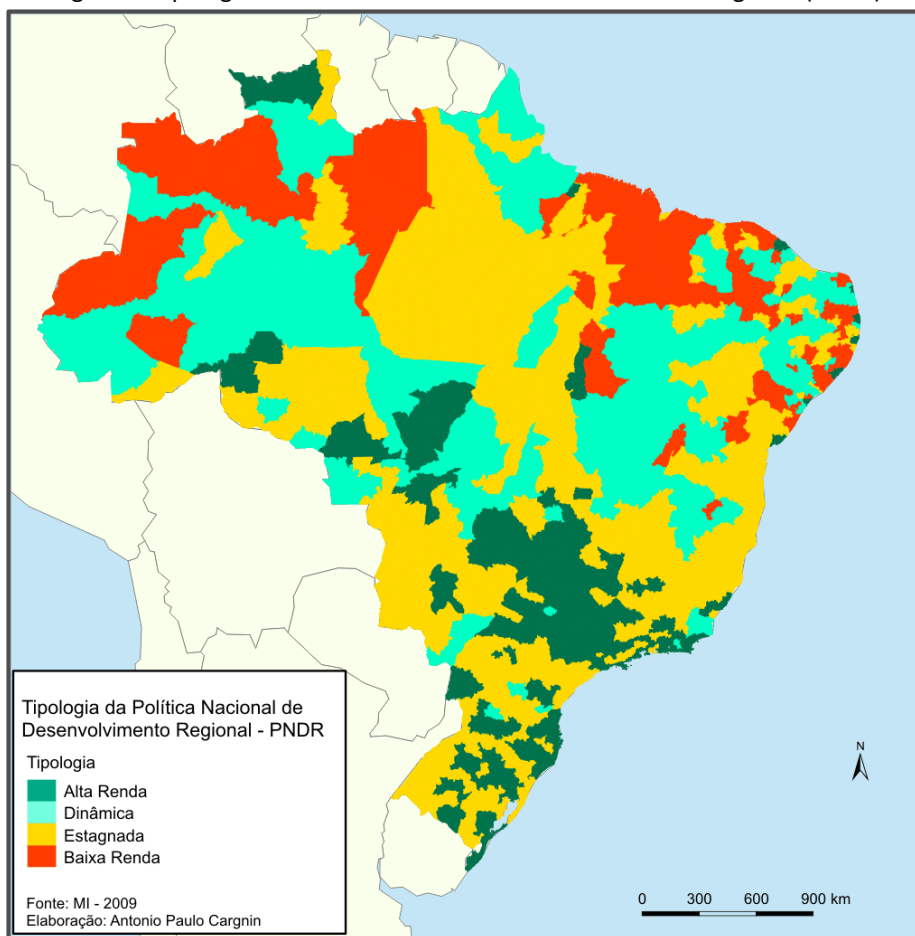 Tipologia da Política Nacional de
Desenvolvimento Regional - PNDR
Tipologia
Alta Renda
Dinâmica
Estagnada
Baixa Renda
Fonte: MI - 2009
Elaboração: Antonio Paulo Cargnin
N
0 300 600 900 km